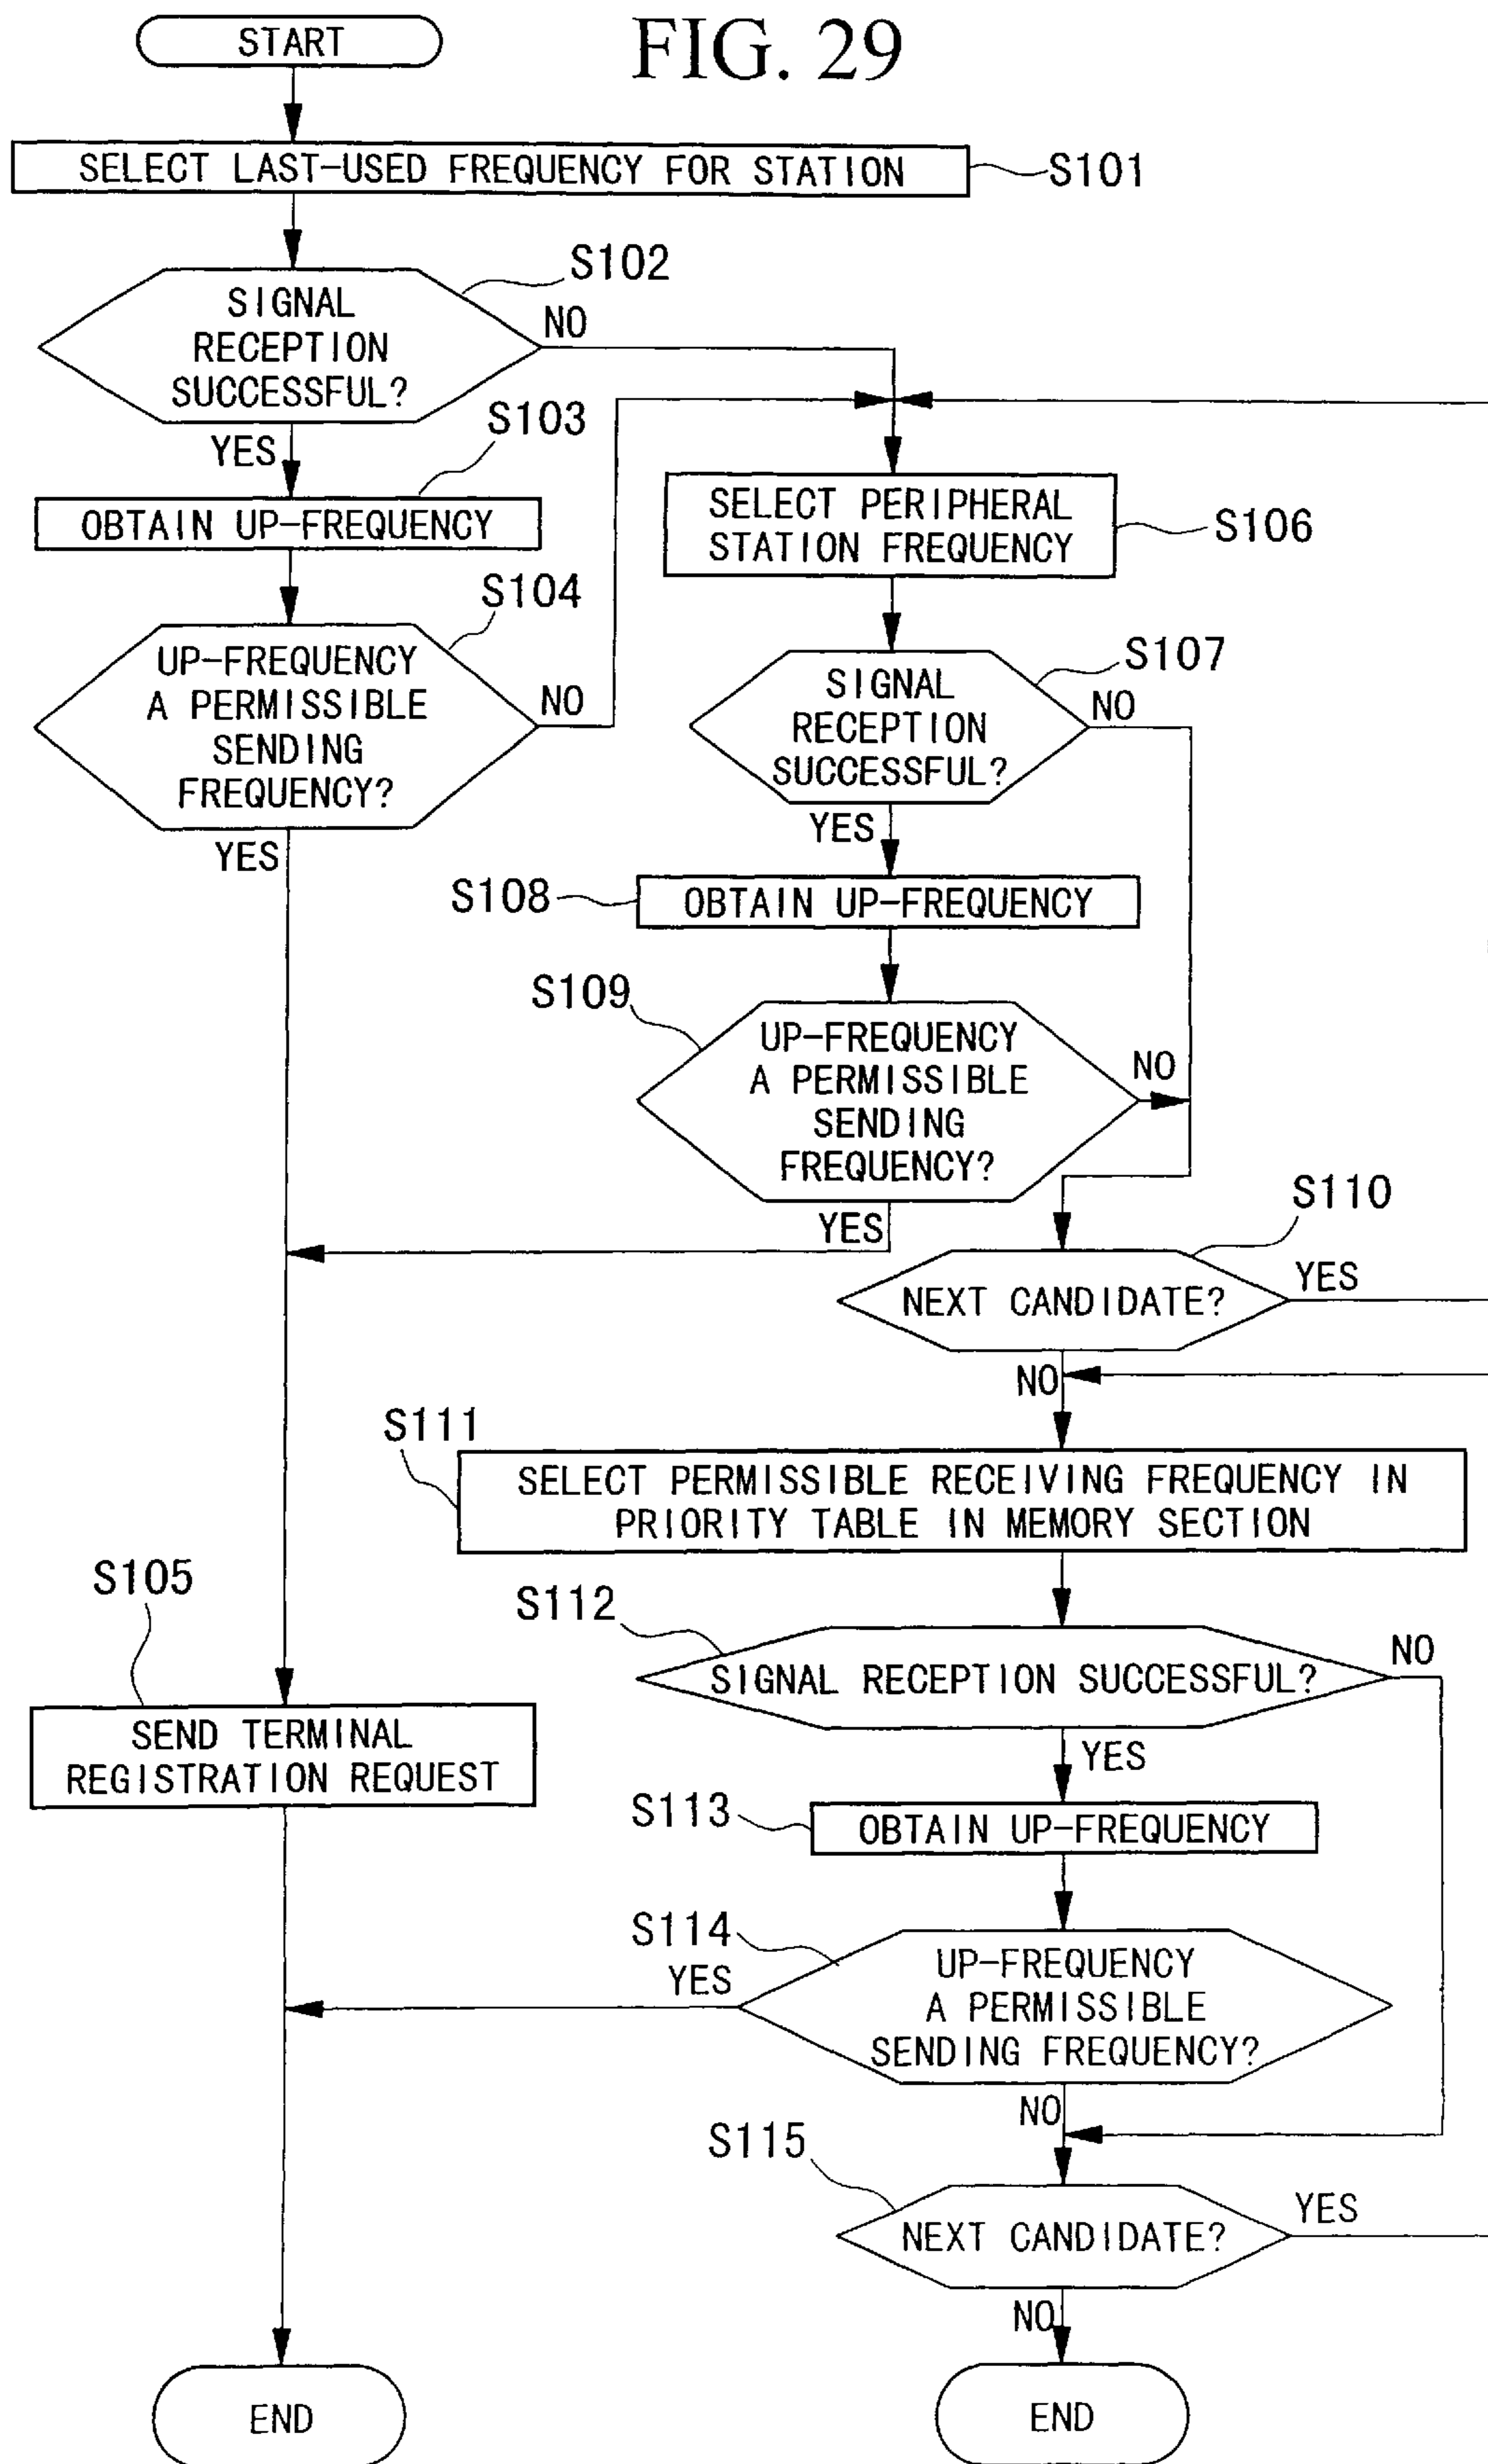 FIG. 29
START
SELECT LAST-USED FREQUENCY FOR STATION
S101
S102
SIGNAL
RECEPTION
SUCCESSFUL?
NO
YES
S103
OBTAIN UP-FREQUENCY
S104
UP-FREQUENCY
A PERMISSIBLE
SENDING
FREQUENCY?
NO
YES
SELECT PERIPHERAL
STATION FREQUENCY
S106
S107
SIGNAL
RECEPTION
SUCCESSFUL?
NO
YES
S108
OBTAIN UP-FREQUENCY
S109
UP-FREQUENCY
A PERMISSIBLE
SENDING
FREQUENCY?
NO
YES
S110
NEXT CANDIDATE?
YES
NO
S111
SELECT PERMISSIBLE RECEIVING FREQUENCY IN
PRIORITY TABLE IN MEMORY SECTION
S105
SEND TERMINAL
REGISTRATION REQUEST
S112
SIGNAL RECEPTION SUCCESSFUL?
NO
YES
S113
OBTAIN UP-FREQUENCY
S114
UP-FREQUENCY
A PERMISSIBLE
SENDING FREQUENCY?
YES
NO
S115
NEXT CANDIDATE?
YES
NO
END
END